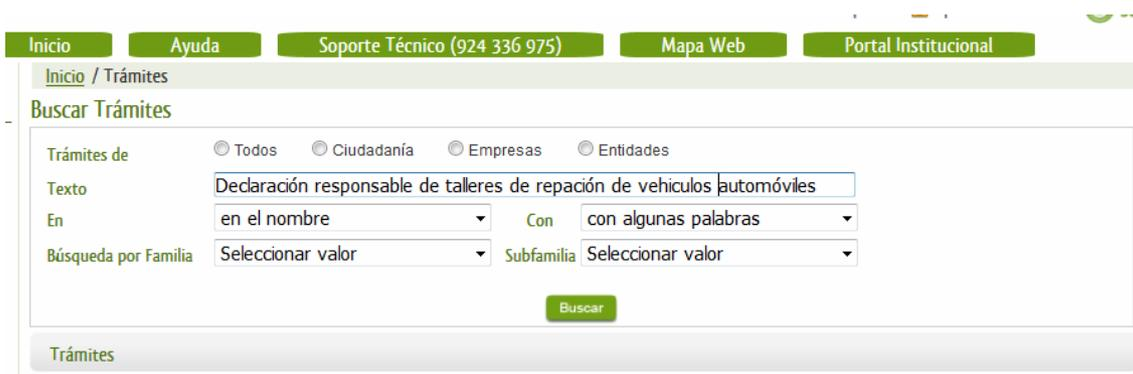 Inicio Ayuda Soporte Técnico (924 336 975) Mapa Web Portal Institucional
Inicio / Trámites
Buscar Trámites
Trámites de Todos Ciudadanía Empresas Entidades
Texto Declaración responsable de talleres de repación de vehiculos automóviles
En en el nombre Con con algunas palabras
Búsqueda por Familia Seleccionar valor Subfamilia Seleccionar valor
Buscar
Trámites